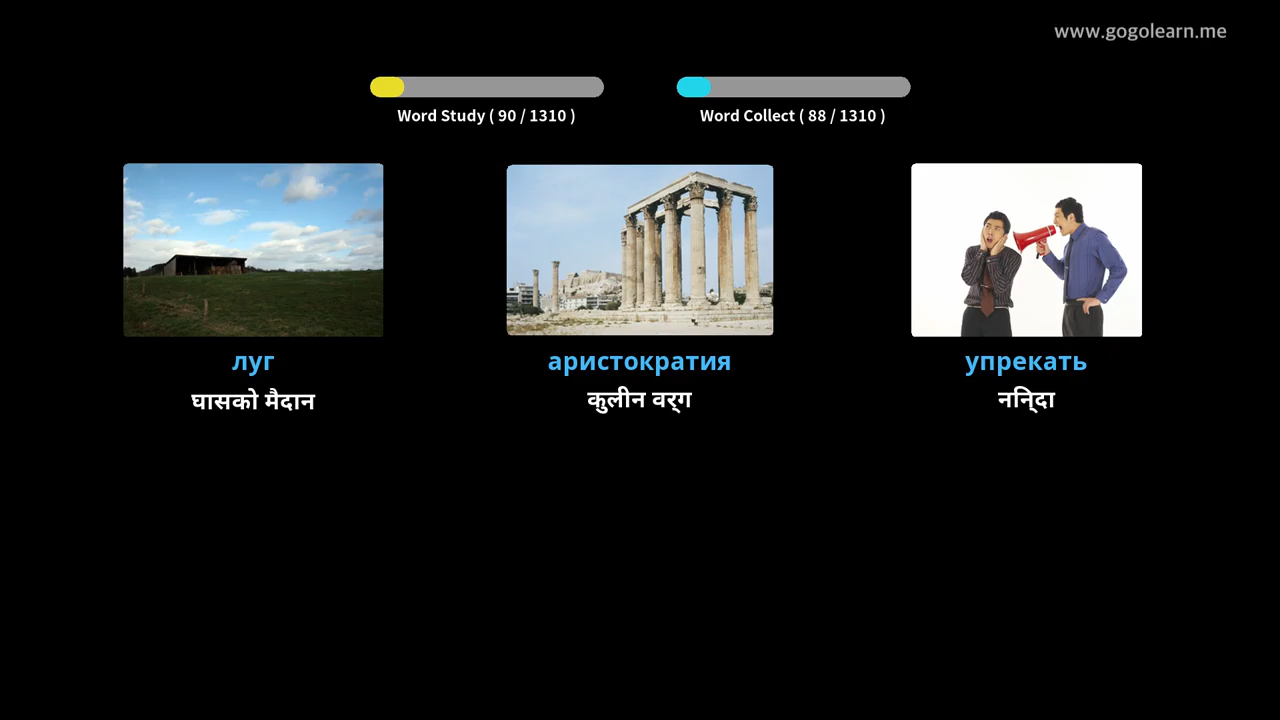 www.gogolearn.me
Word Study ( 90 / 1310 )
Word Collect ( 88 / 1310 )
луг
аристократия
упрекать
घासको मैदान
कुलीन वर्‌ग
निन्‌दा